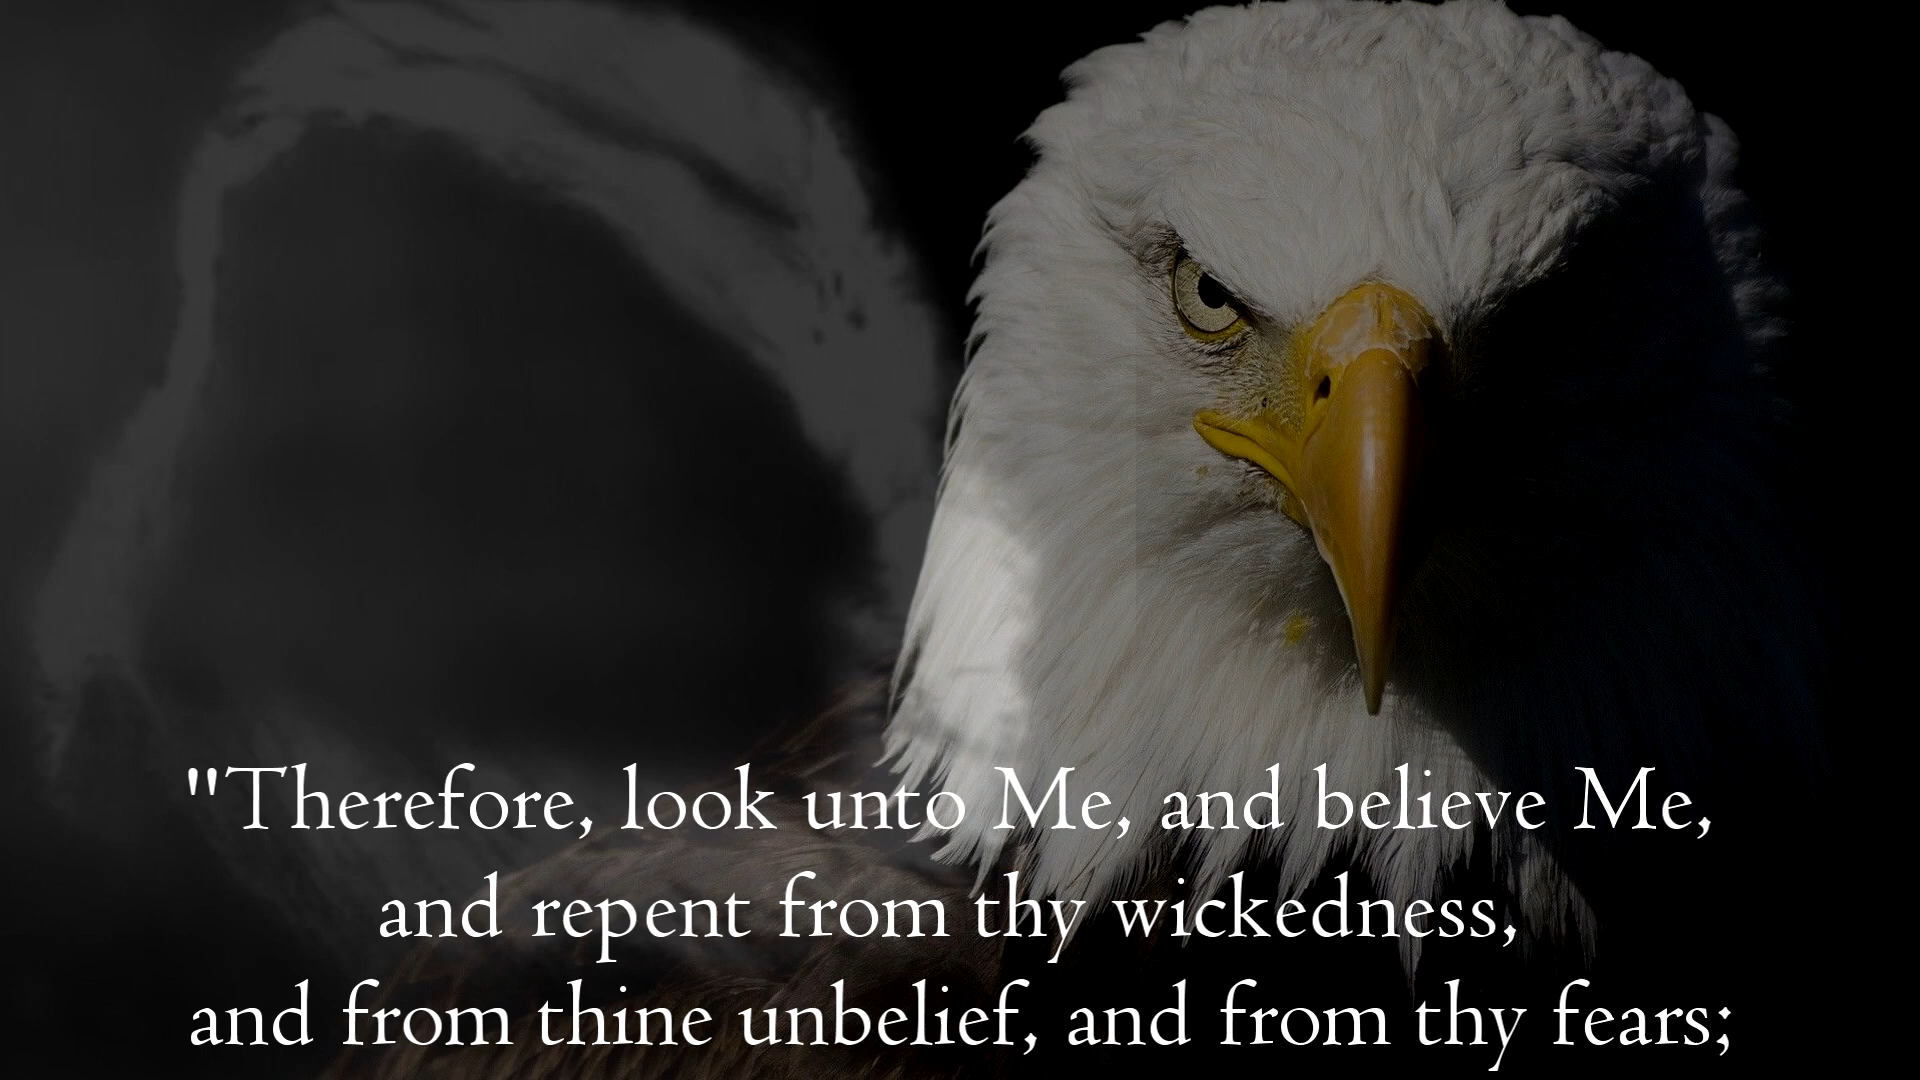 "Therefore, look unto Me, and believe Me,
and repent from thy wickedness,
and from thine unbelief, and from thy fears;